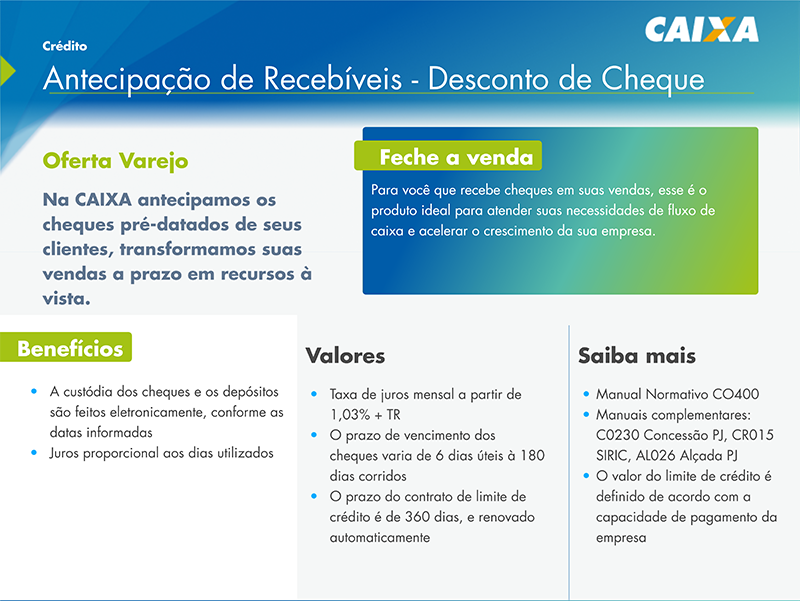 CAIXA
Crédito
Antecipação de Recebíveis - Desconto de Cheque
Oferta Varejo
Na CAIXA antecipamos os
cheques pré-datados de seus
clientes, transformamos suas
vendas a prazo em recursos à
vista.
Feche a venda
Para você que recebe cheques em suas vendas, esse é o
produto ideal para atender suas necessidades de fluxo de
caixa e acelerar o crescimento da sua empresa.
Benefícios
• A custódia dos cheques e os depósitos
são feitos eletronicamente, conforme as
datas informadas
• Juros proporcional aos dias utilizados
Valores
• Taxa de juros mensal a partir de
1,03% + TR
• O prazo de vencimento dos
cheques varia de 6 dias úteis à 180
dias corridos
• O prazo do contrato de limite de
crédito é de 360 dias, e renovado
automaticamente
Saiba mais
• Manual Normativo CO400
• Manuais complementares:
C0230 Concessão PJ, CR015
SIRIC, AL026 Alçada PJ
• O valor do limite de crédito é
definido de acordo com a
capacidade de pagamento da
empresa